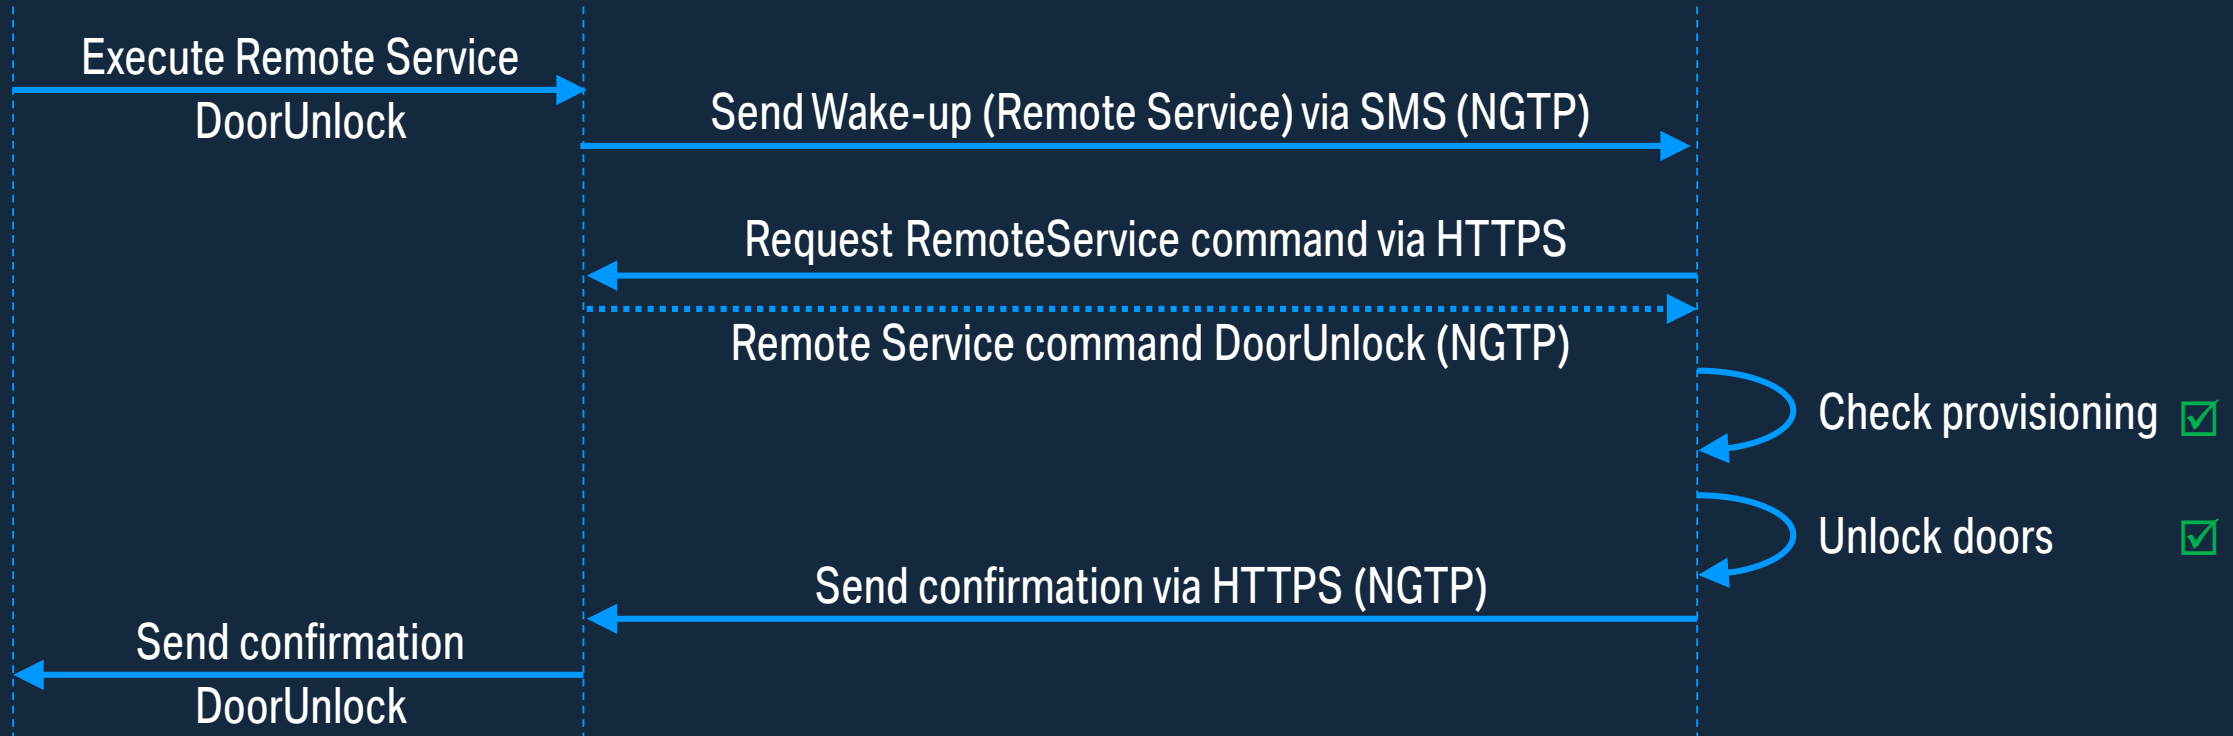 Execute Remote Service
DoorUnlock
Send Wake-up (Remote Service) via SMS (NGTP)
Request RemoteService command via HTTPS
Remote Service command DoorUnlock (NGTP)
Check provisioning
Unlock doors
Send confirmation via HTTPS (NGTP)
Send confirmation
DoorUnlock